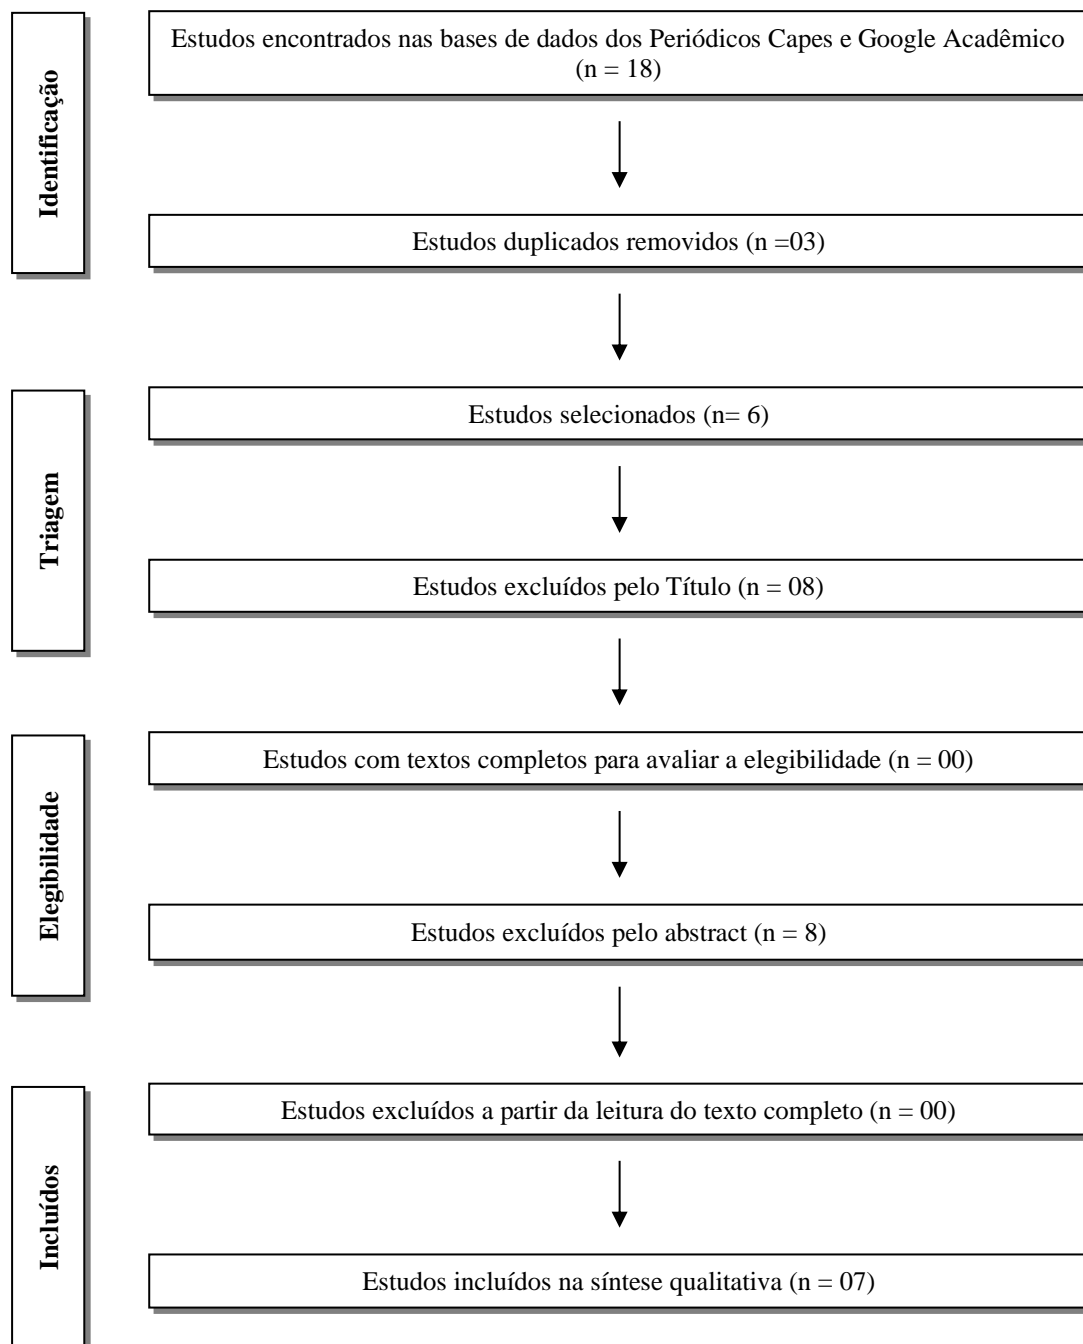 Identificação
Estudos encontrados nas bases de dados dos Periódicos Capes e Google Acadêmico
(n = 18)
Estudos duplicados removidos (n =03)
Triagem
Estudos selecionados (n= 6)
Estudos excluídos pelo Título (n = 08)
Elegibilidade
Estudos com textos completos para avaliar a elegibilidade (n = 00)
Estudos excluídos pelo abstract (n = 8)
Incluídos
Estudos excluídos a partir da leitura do texto completo (n = 00)
Estudos incluídos na síntese qualitativa (n = 07)